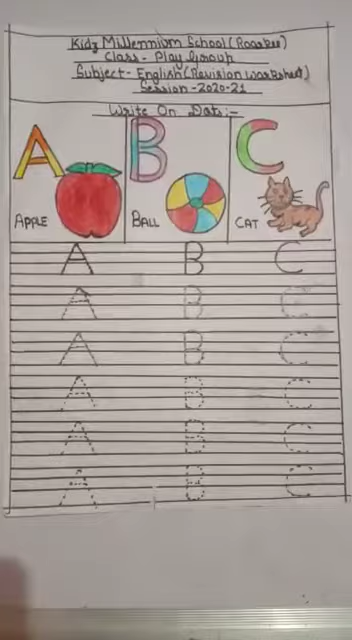 Kidz Millennium School (Roorkee)
Class - Play Group
Subject - English (Revision Worksheet)
Session - 2020-21
Write On Dots:-
A B C
APPLE BALL CAT
A B C
A B C
A B C
A B C
A B C
A B C